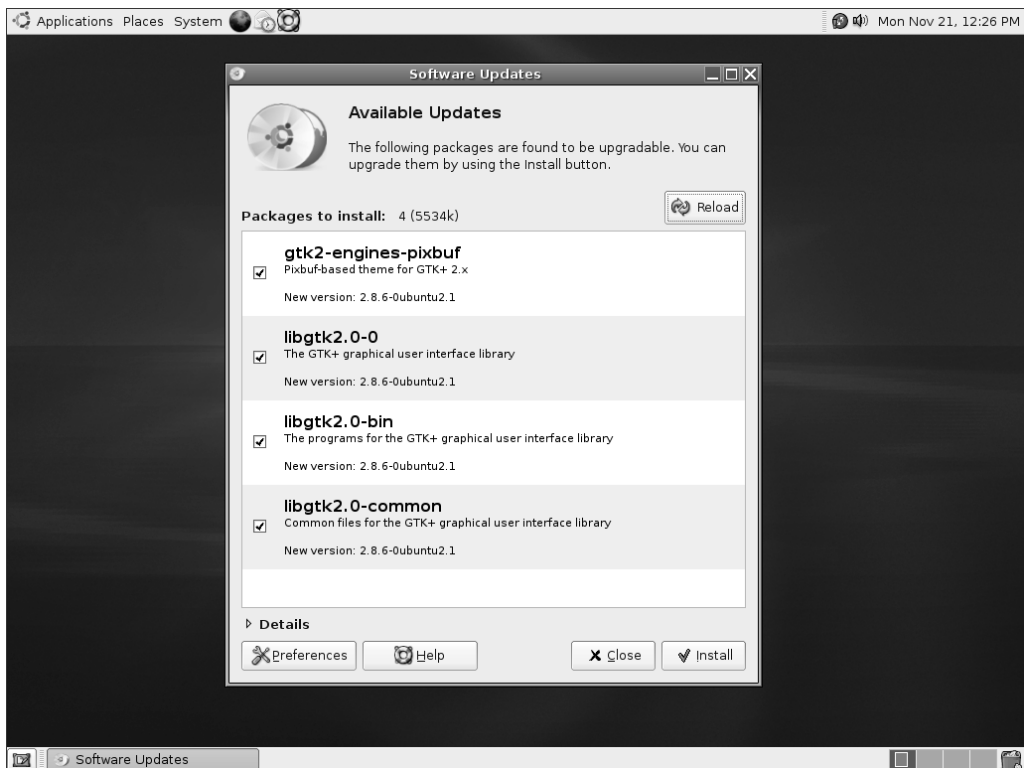 Applications Places System
Mon Nov 21, 12:26 PM
Software Updates
Available Updates
The following packages are found to be upgradable. You can
upgrade them by using the Install button.
Packages to install: 4 (5534k)
Reload
gtk2-engines-pixbuf
Pixbuf-based theme for GTK+ 2.x
New version: 2.8.6-0ubuntu2.1
libgtk2.0-0
The GTK+ graphical user interface library
New version: 2.8.6-0ubuntu2.1
libgtk2.0-bin
The programs for the GTK+ graphical user interface library
New version: 2.8.6-0ubuntu2.1
libgtk2.0-common
Common files for the GTK+ graphical user interface library
New version: 2.8.6-0ubuntu2.1
Details
Preferences Help Close Install
Software Updates